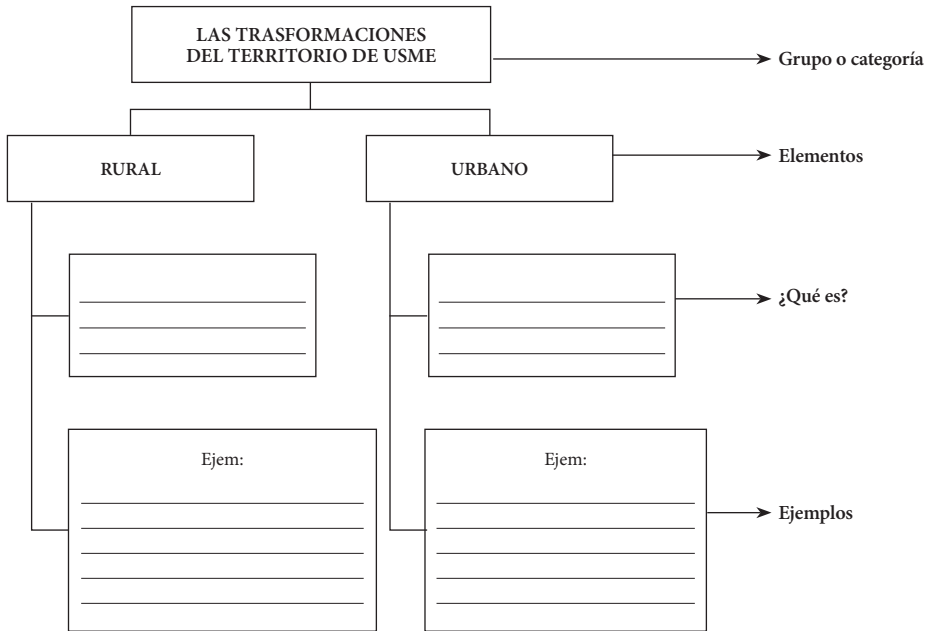 LAS TRASFORMACIONES
DEL TERRITORIO DE USME
Grupo o categoría
RURAL
URBANO
Elementos
¿Qué es?
Ejem:
Ejem:
Ejemplos